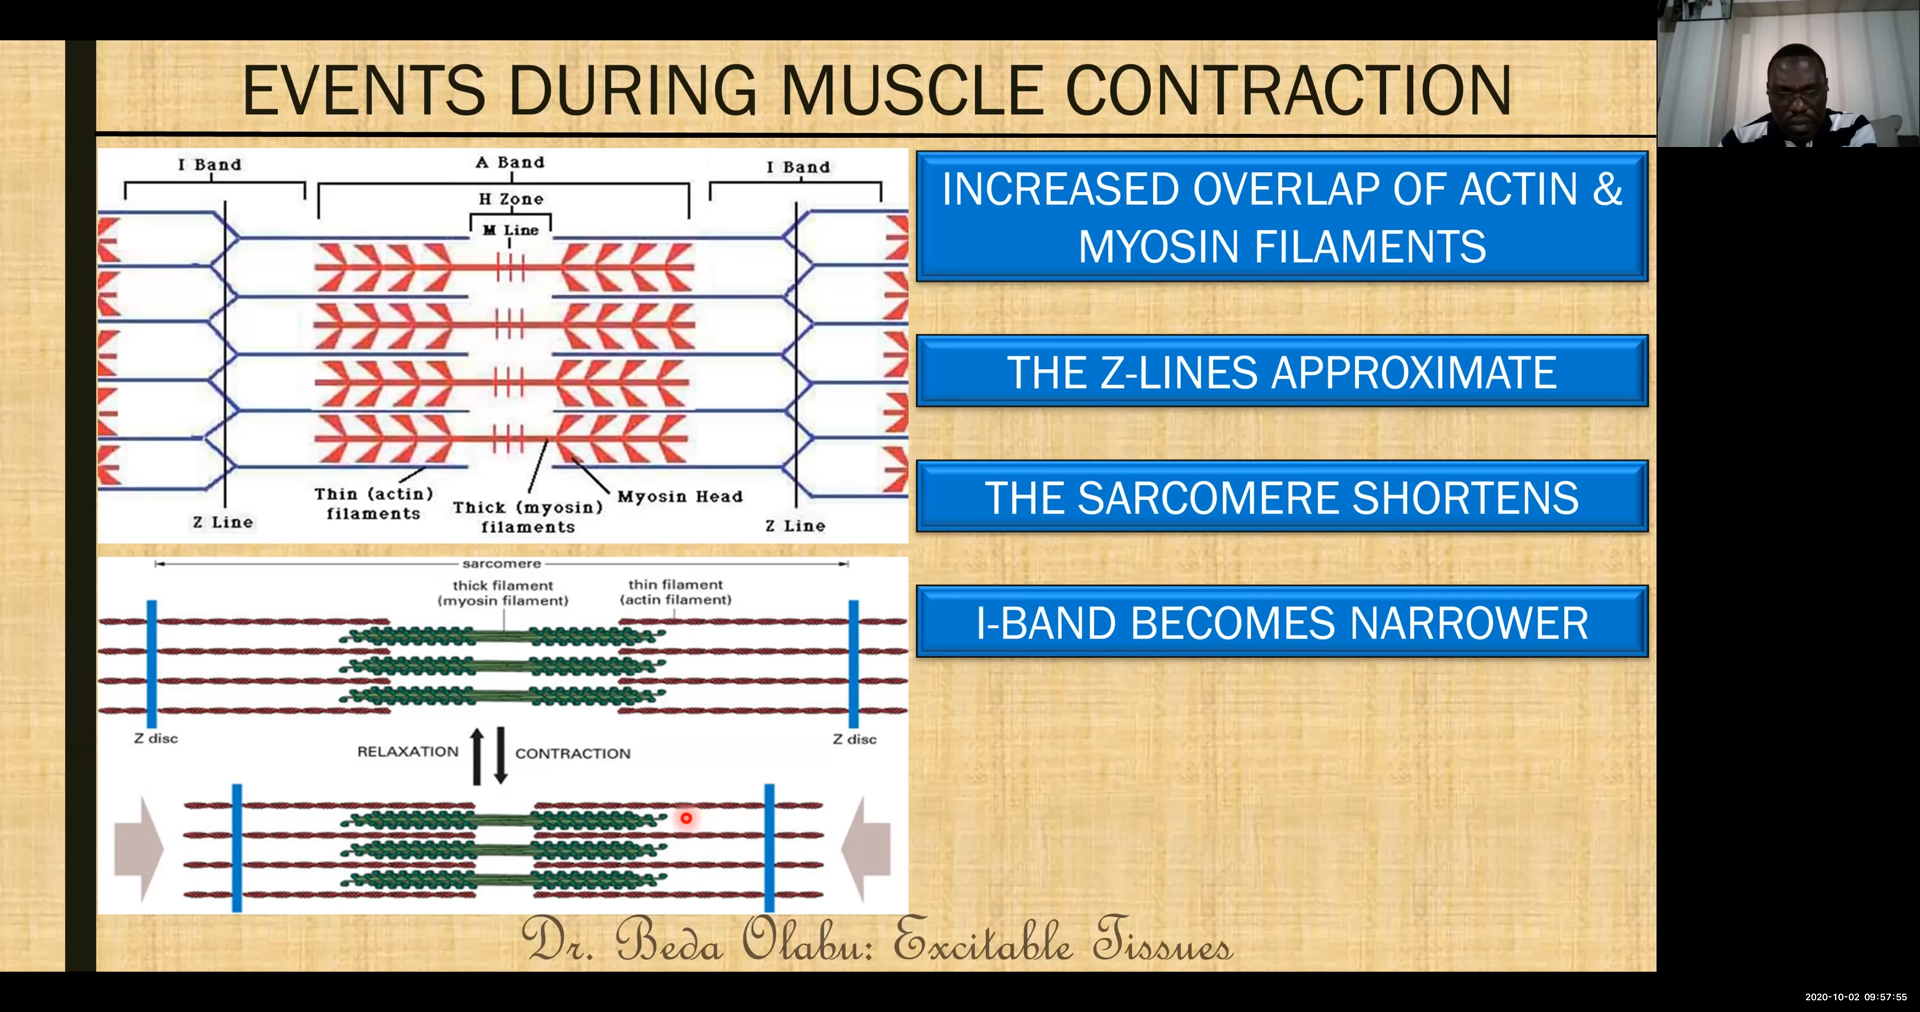 EVENTS DURING MUSCLE CONTRACTION
I Band
A Band
I Band
H Zone
M Line
Thin (actin)
filaments
Thick (myosin)
filaments
Myosin Head
Z Line
Z Line
INCREASED OVERLAP OF ACTIN &
MYOSIN FILAMENTS
THE Z-LINES APPROXIMATE
THE SARCOMERE SHORTENS
I-BAND BECOMES NARROWER
sarcomere
thick filament
(myosin filament)
thin filament
(actin filament)
Z disc
Z disc
RELAXATION
CONTRACTION
Dr. Beda Olabu: Excitable Tissues
2020-10-02 09:57:55